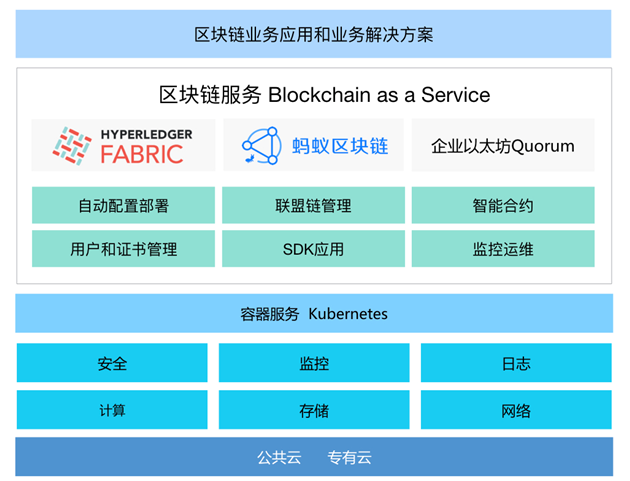 区块链业务应用和业务解决方案
区块链服务 Blockchain as a Service
HYPERLEDGER
FABRIC
蚂蚁区块链
企业以太坊Quorum
自动配置部署
联盟链管理
智能合约
用户和证书管理
SDK应用
监控运维
容器服务 Kubernetes
安全
监控
日志
计算
存储
网络
公共云 专有云